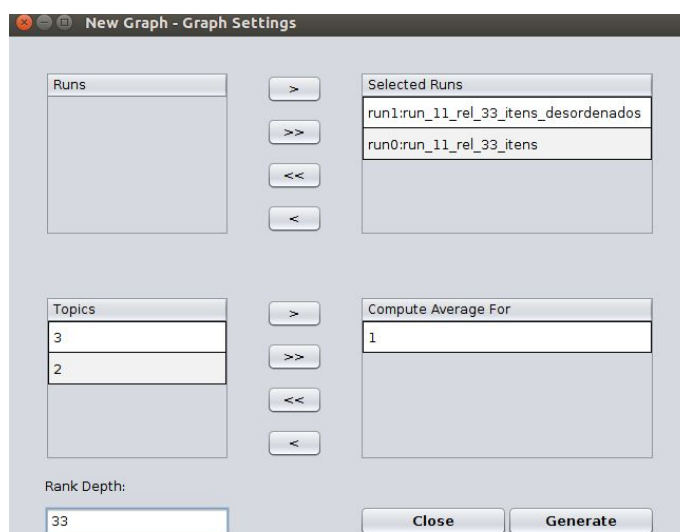 New Graph - Graph Settings
Runs
>
Selected Runs
run1:run_11_rel_33_itens_desordenados
>>
run0:run_11_rel_33_itens
<<
<
Topics
>
Compute Average For
3
1
>>
2
<<
<
Rank Depth:
33
Close
Generate